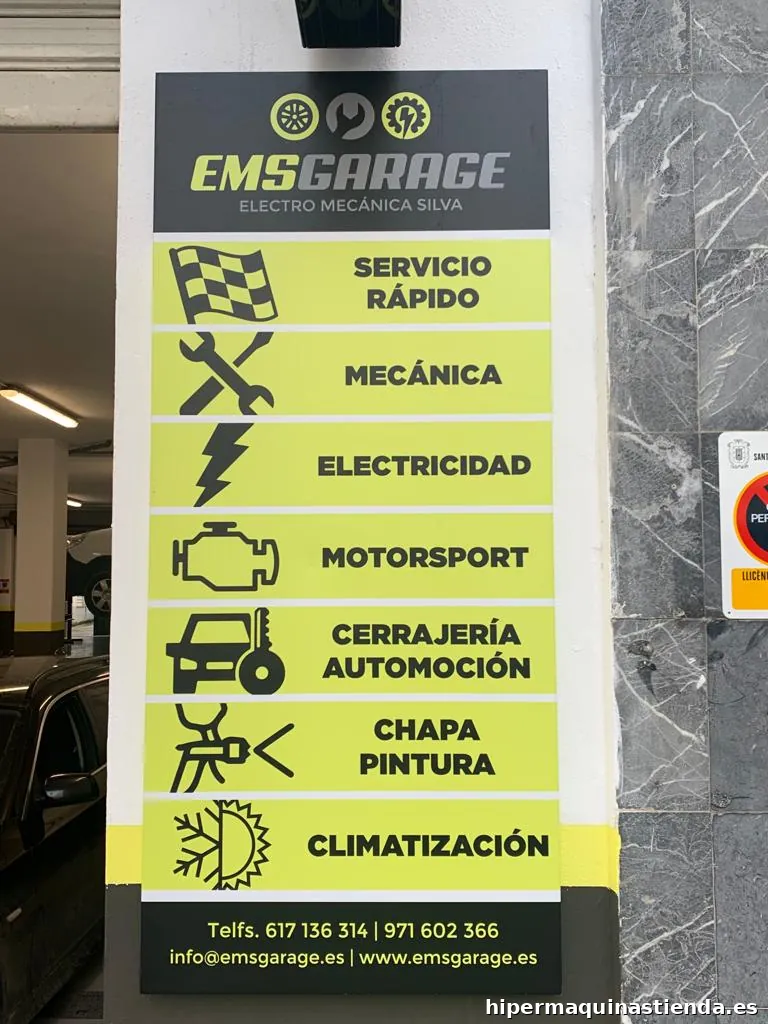 EMSGARAGE
ELECTRO MECÁNICA SILVA
SERVICIO
RÁPIDO
MECÁNICA
ELECTRICIDAD
MOTORSPORT
CERRAJERÍA
AUTOMOCIÓN
CHAPA
PINTURA
CLIMATIZACIÓN
Telfs. 617 136 314 | 971 602 366
info@emsgarage.es | www.emsgarage.es
hipermaquinastienda.es